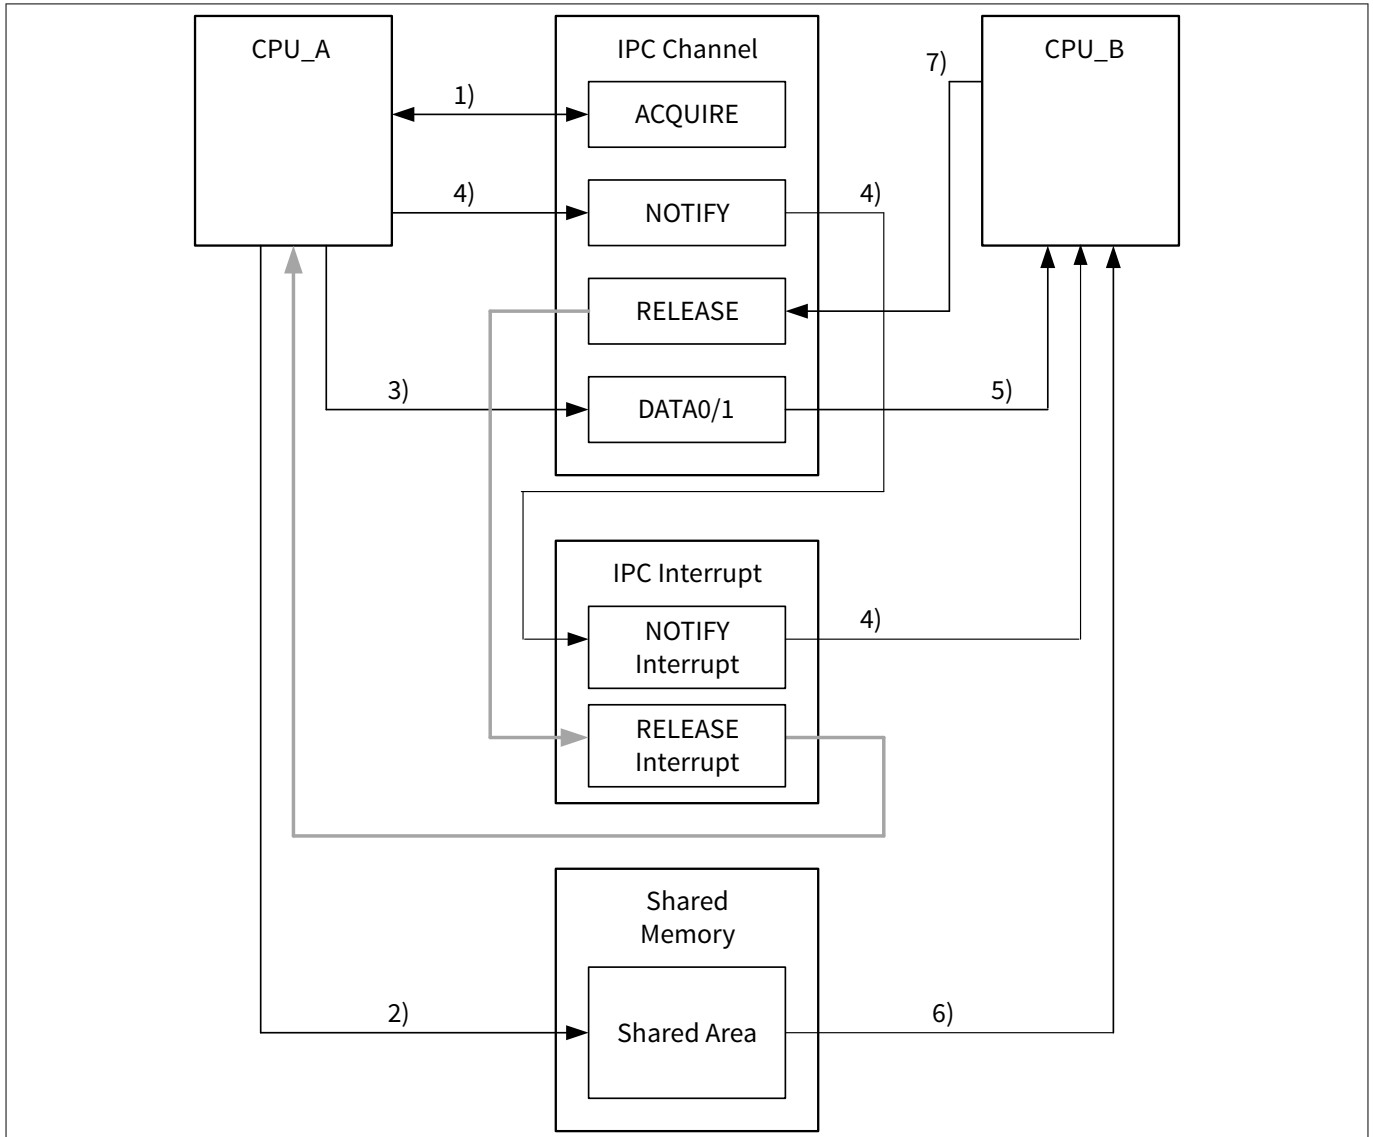 CPU_A
IPC Channel
CPU_B
7)
1)
ACQUIRE
4)
NOTIFY
4)
RELEASE
3)
DATA0/1
5)
IPC Interrupt
NOTIFY
Interrupt
4)
RELEASE
Interrupt
Shared
Memory
2)
Shared Area
6)